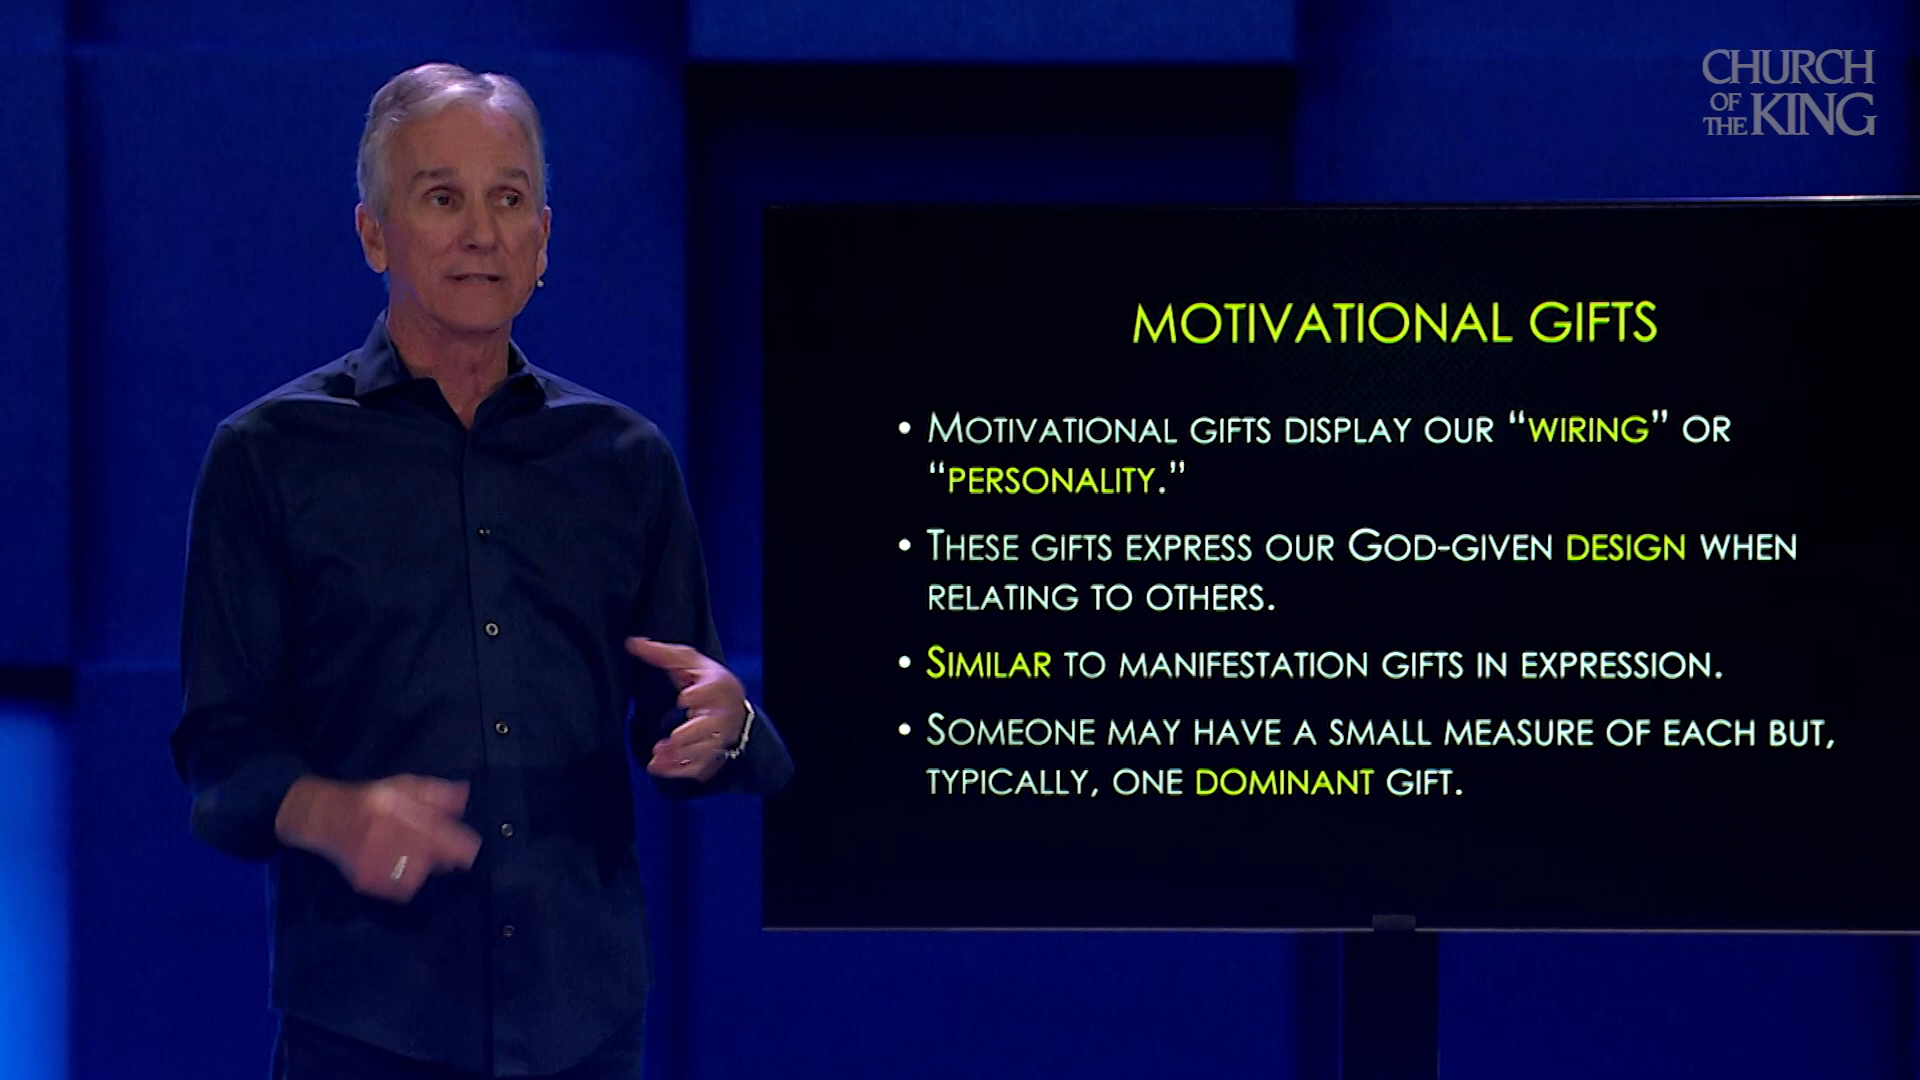 CHURCH
OF
THE KING
MOTIVATIONAL GIFTS
• MOTIVATIONAL GIFTS DISPLAY OUR “WIRING” OR
“PERSONALITY.”
• THESE GIFTS EXPRESS OUR GOD-GIVEN DESIGN WHEN
RELATING TO OTHERS.
• SIMILAR TO MANIFESTATION GIFTS IN EXPRESSION.
• SOMEONE MAY HAVE A SMALL MEASURE OF EACH BUT,
TYPICALLY, ONE DOMINANT GIFT.